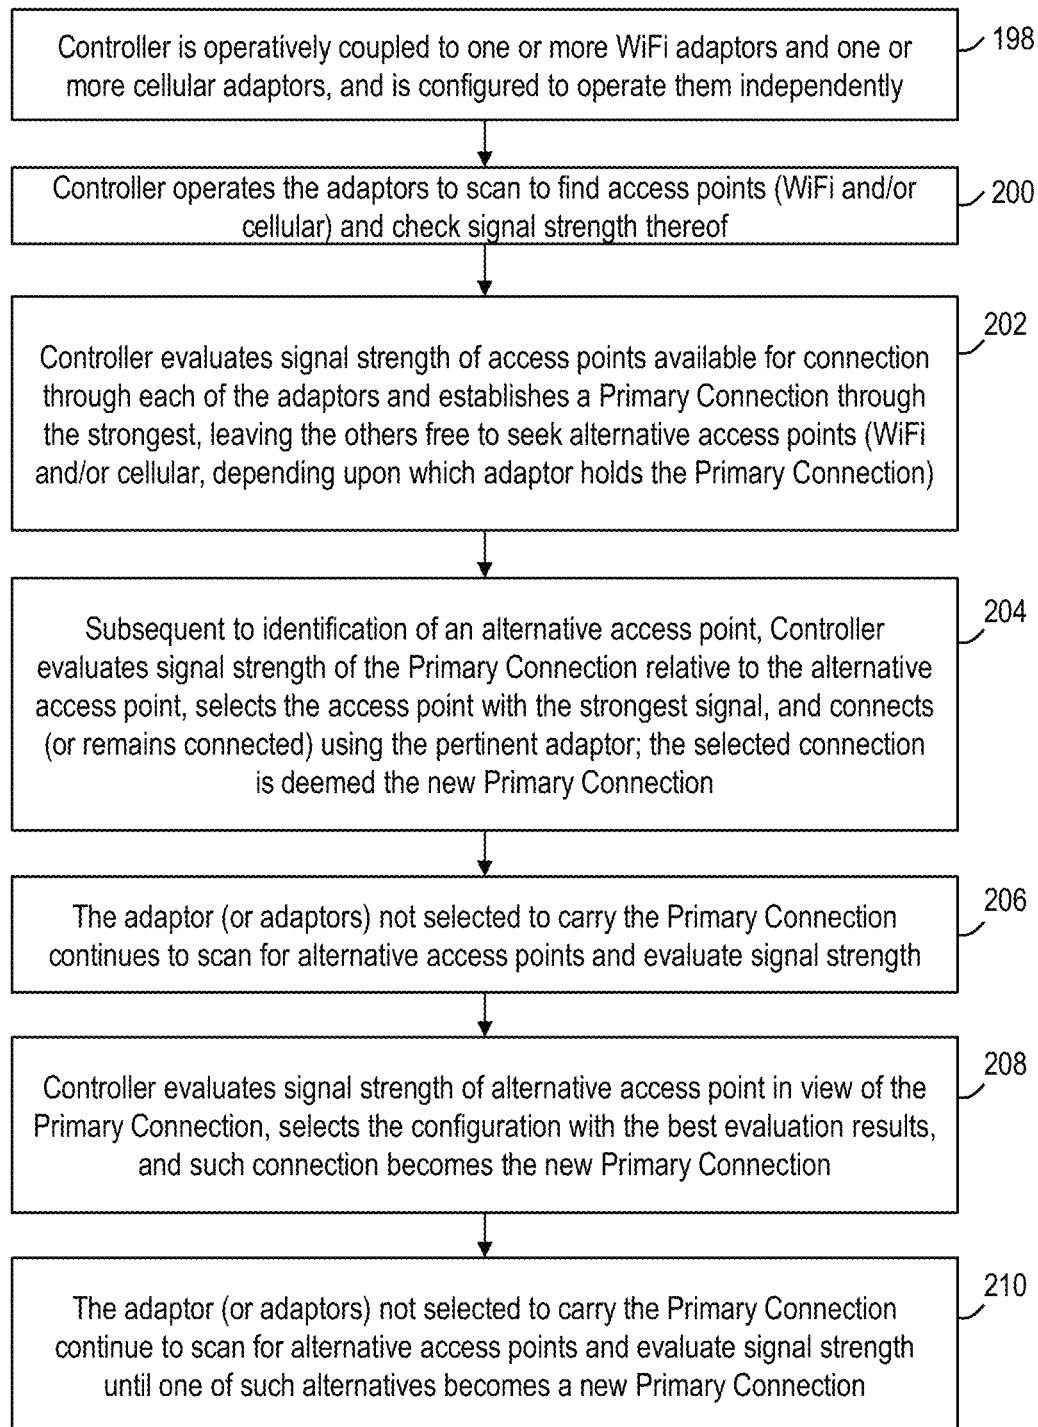 Controller is operatively coupled to one or more WiFi adaptors and one or
more cellular adaptors, and is configured to operate them independently
198
Controller operates the adaptors to scan to find access points (WiFi and/or
cellular) and check signal strength thereof
200
Controller evaluates signal strength of access points available for connection
through each of the adaptors and establishes a Primary Connection through
the strongest, leaving the others free to seek alternative access points (WiFi
and/or cellular, depending upon which adaptor holds the Primary Connection)
202
Subsequent to identification of an alternative access point, Controller
evaluates signal strength of the Primary Connection relative to the alternative
access point, selects the access point with the strongest signal, and connects
(or remains connected) using the pertinent adaptor; the selected connection
is deemed the new Primary Connection
204
The adaptor (or adaptors) not selected to carry the Primary Connection
continues to scan for alternative access points and evaluate signal strength
206
Controller evaluates signal strength of alternative access point in view of the
Primary Connection, selects the configuration with the best evaluation results,
and such connection becomes the new Primary Connection
208
The adaptor (or adaptors) not selected to carry the Primary Connection
continue to scan for alternative access points and evaluate signal strength
until one of such alternatives becomes a new Primary Connection
210